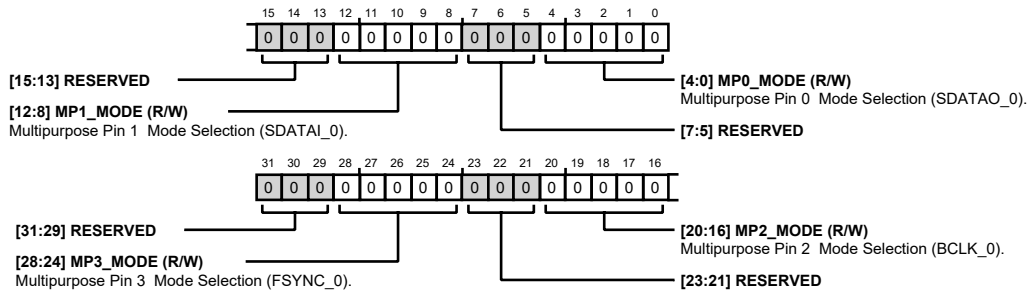 15 14 13 12 11 10 9 8 7 6 5 4 3 2 1 0
0 0 0 0 0 0 0 0 0 0 0 0 0 0 0 0
[15:13] RESERVED
[12:8] MP1_MODE (R/W)
Multipurpose Pin 1 Mode Selection (SDATAI_0).
[4:0] MP0_MODE (R/W)
Multipurpose Pin 0 Mode Selection (SDATAO_0).
[7:5] RESERVED
31 30 29 28 27 26 25 24 23 22 21 20 19 18 17 16
0 0 0 0 0 0 0 0 0 0 0 0 0 0 0 0
[31:29] RESERVED
[28:24] MP3_MODE (R/W)
Multipurpose Pin 3 Mode Selection (FSYNC_0).
[20:16] MP2_MODE (R/W)
Multipurpose Pin 2 Mode Selection (BCLK_0).
[23:21] RESERVED